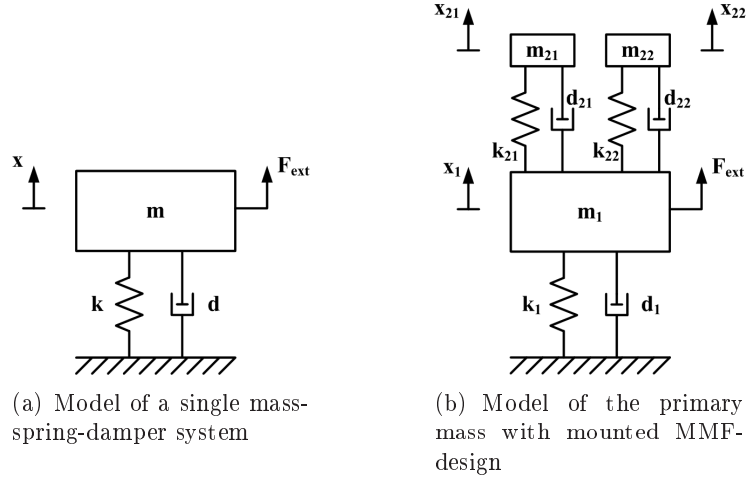 x
F_ext
m
k
d
(a) Model of a single mass-
spring-damper system
x_21
x_22
m_21
m_22
d_21
d_22
k_21
k_22
x_1
F_ext
m_1
k_1
d_1
(b) Model of the primary
mass with mounted MMF-
design